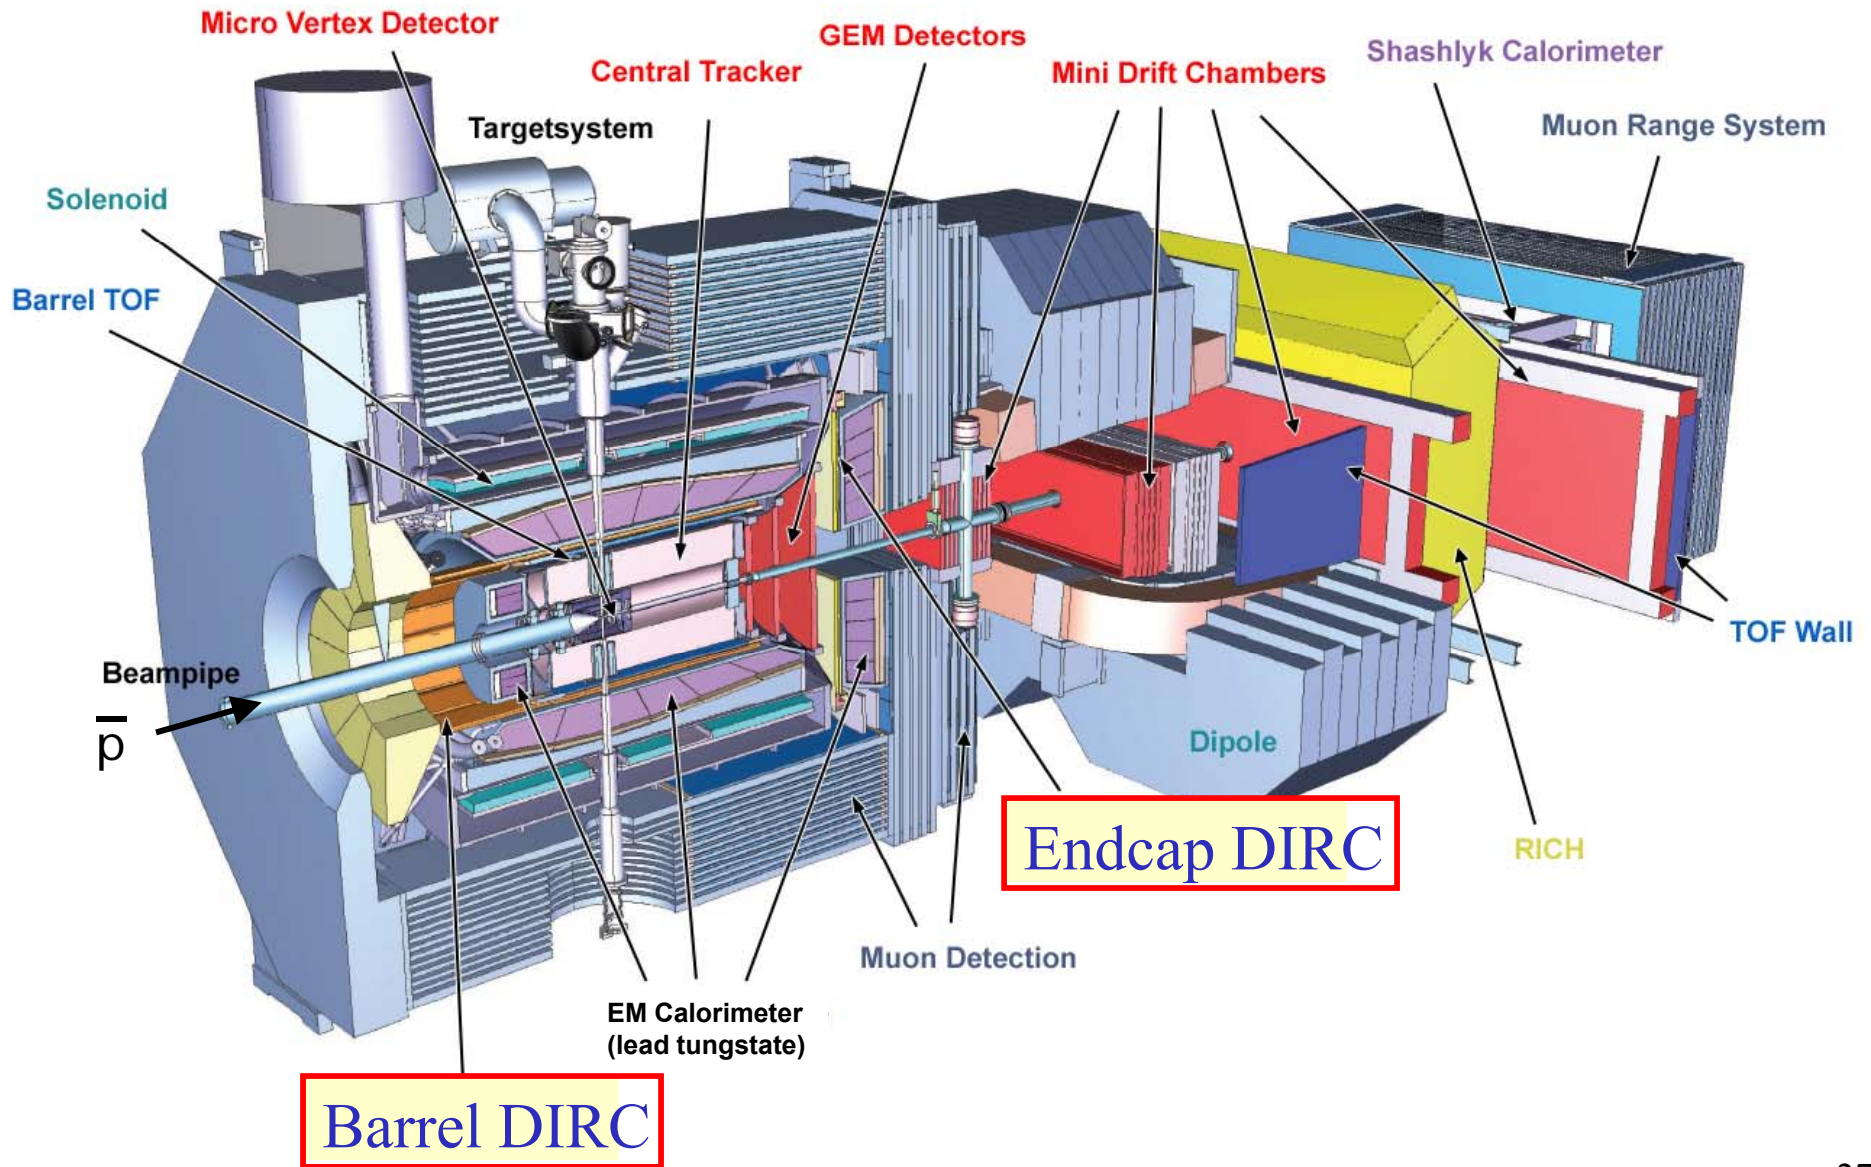 Micro Vertex Detector
GEM Detectors
Shashlyk Calorimeter
Central Tracker
Mini Drift Chambers
Targetsystem
Muon Range System
Solenoid
Barrel TOF
TOF Wall
Beampipe
p̅
Dipole
Endcap DIRC
RICH
Muon Detection
EM Calorimeter
(lead tungstate)
Barrel DIRC